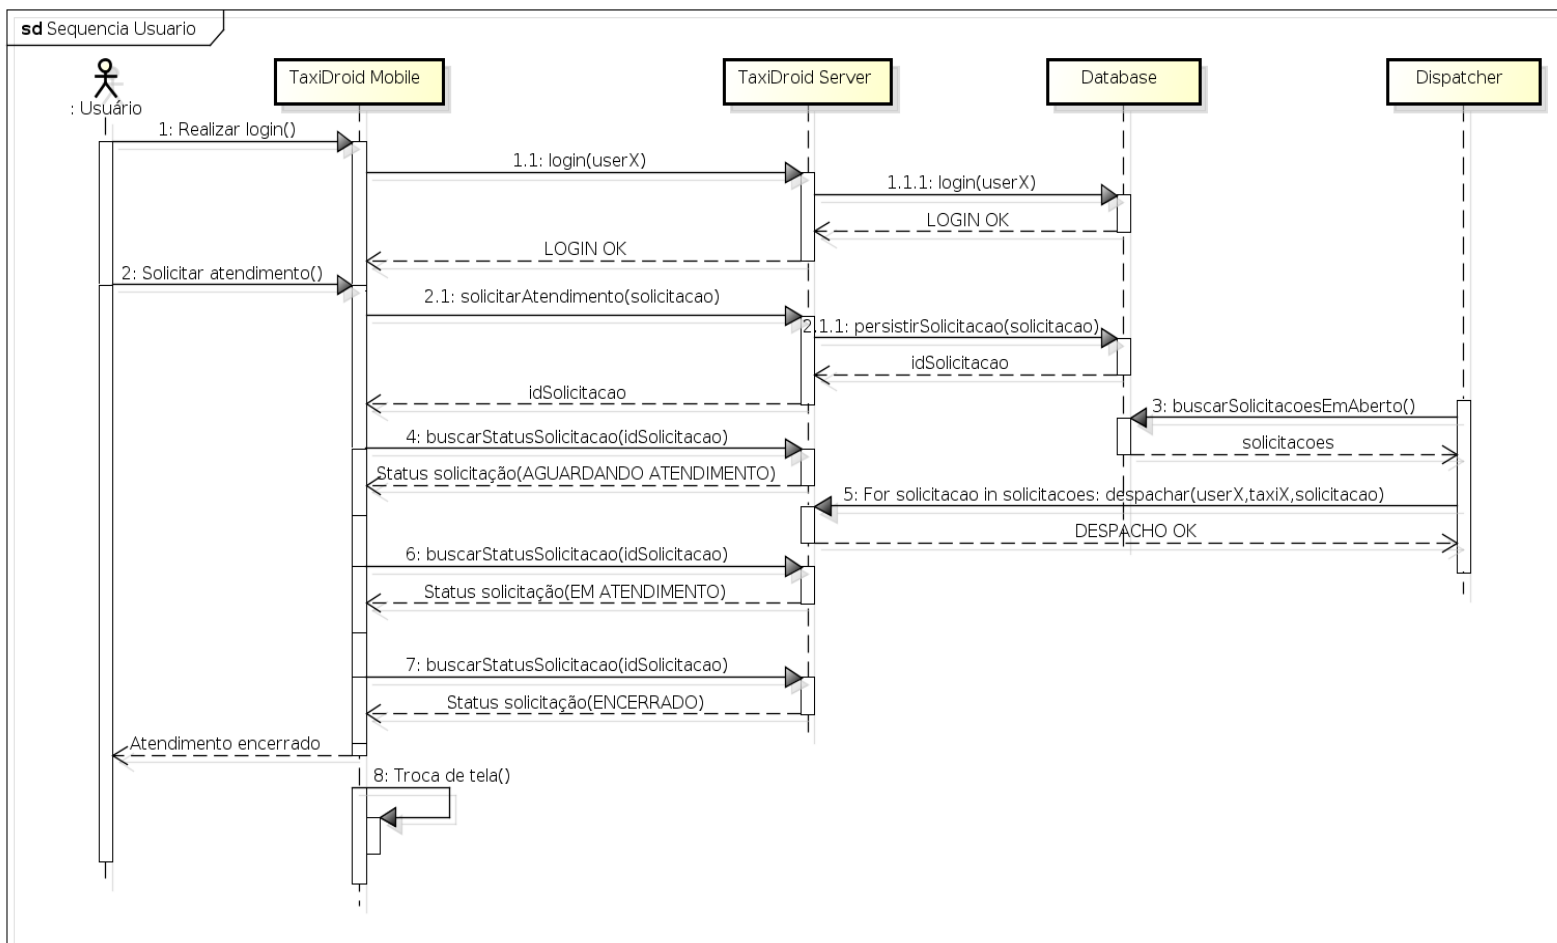 sd Sequencia Usuario
TaxiDroid Mobile
TaxiDroid Server
Database
Dispatcher
: Usuário
1: Realizar login()
1.1: login(userX)
1.1.1: login(userX)
LOGIN OK
LOGIN OK
2: Solicitar atendimento()
2.1: solicitarAtendimento(solicitacao)
2.1.1: persistirSolicitacao(solicitacao)
idSolicitacao
idSolicitacao
3: buscarSolicitacoesEmAberto()
4: buscarStatusSolicitacao(idSolicitacao)
solicitacoes
Status solicitação(AGUARDANDO ATENDIMENTO)
5: For solicitacao in solicitacoes: despachar(userX,taxiX,solicitacao)
DESPACHO OK
6: buscarStatusSolicitacao(idSolicitacao)
Status solicitação(EM ATENDIMENTO)
7: buscarStatusSolicitacao(idSolicitacao)
Status solicitação(ENCERRADO)
Atendimento encerrado
8: Troca de tela()